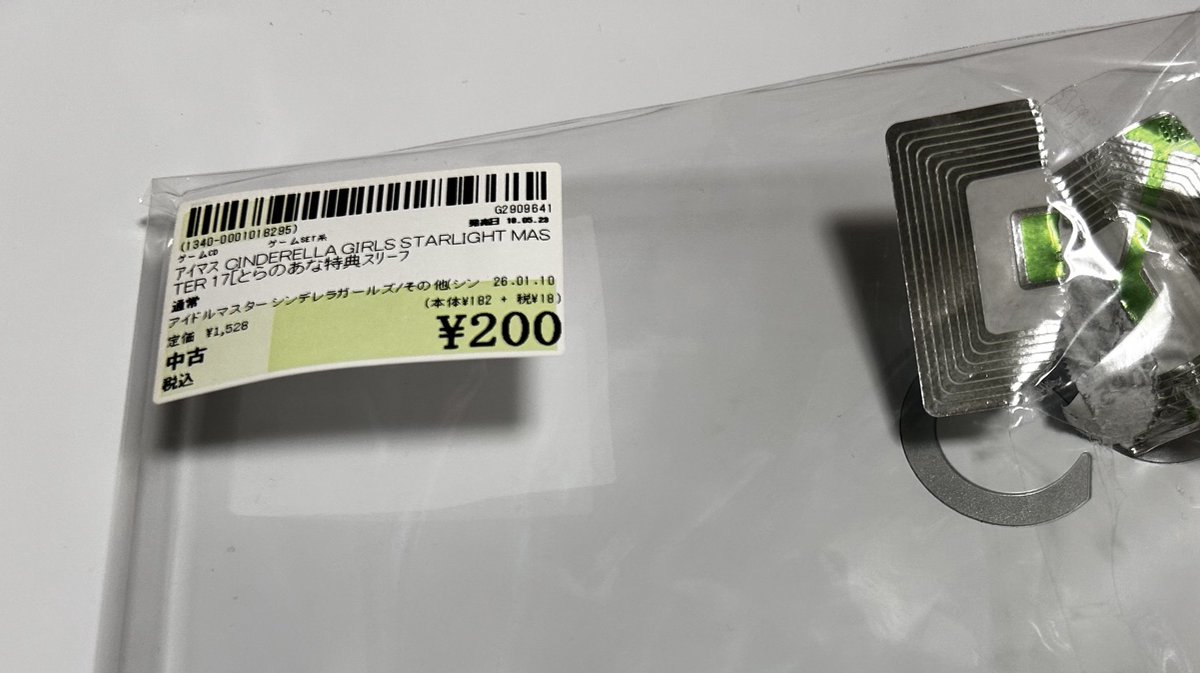 G2909641
(1340-0001018295) 発売日 18.05.23
ゲームCD ゲームSET系
アイマス CINDERELLA GIRLS STARLIGHT MAS
TER 17[とらのあな特典スリーブ
通常
アイドルマスター シンデレラガールズ/その他(シン 26.01.10
定価 ¥1,528 (本体¥182 + 税¥18)
中古 ¥200
税込